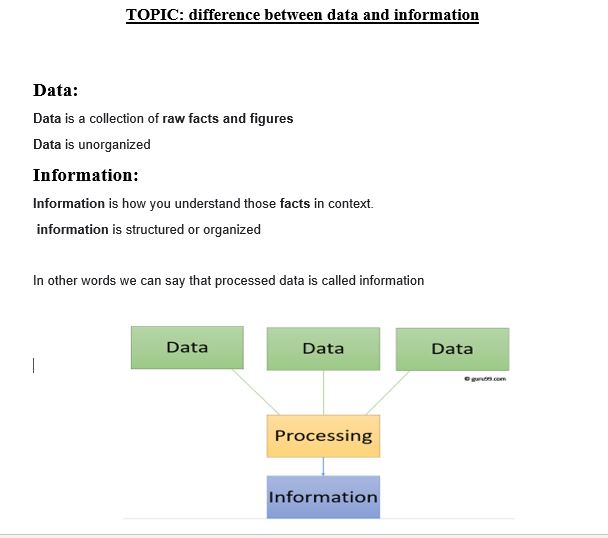 TOPIC: difference between data and information
Data:
Data is a collection of raw facts and figures
Data is unorganized
Information:
Information is how you understand those facts in context.
information is structured or organized
In other words we can say that processed data is called information
Data
Data
Data
© guru99.com
Processing
Information